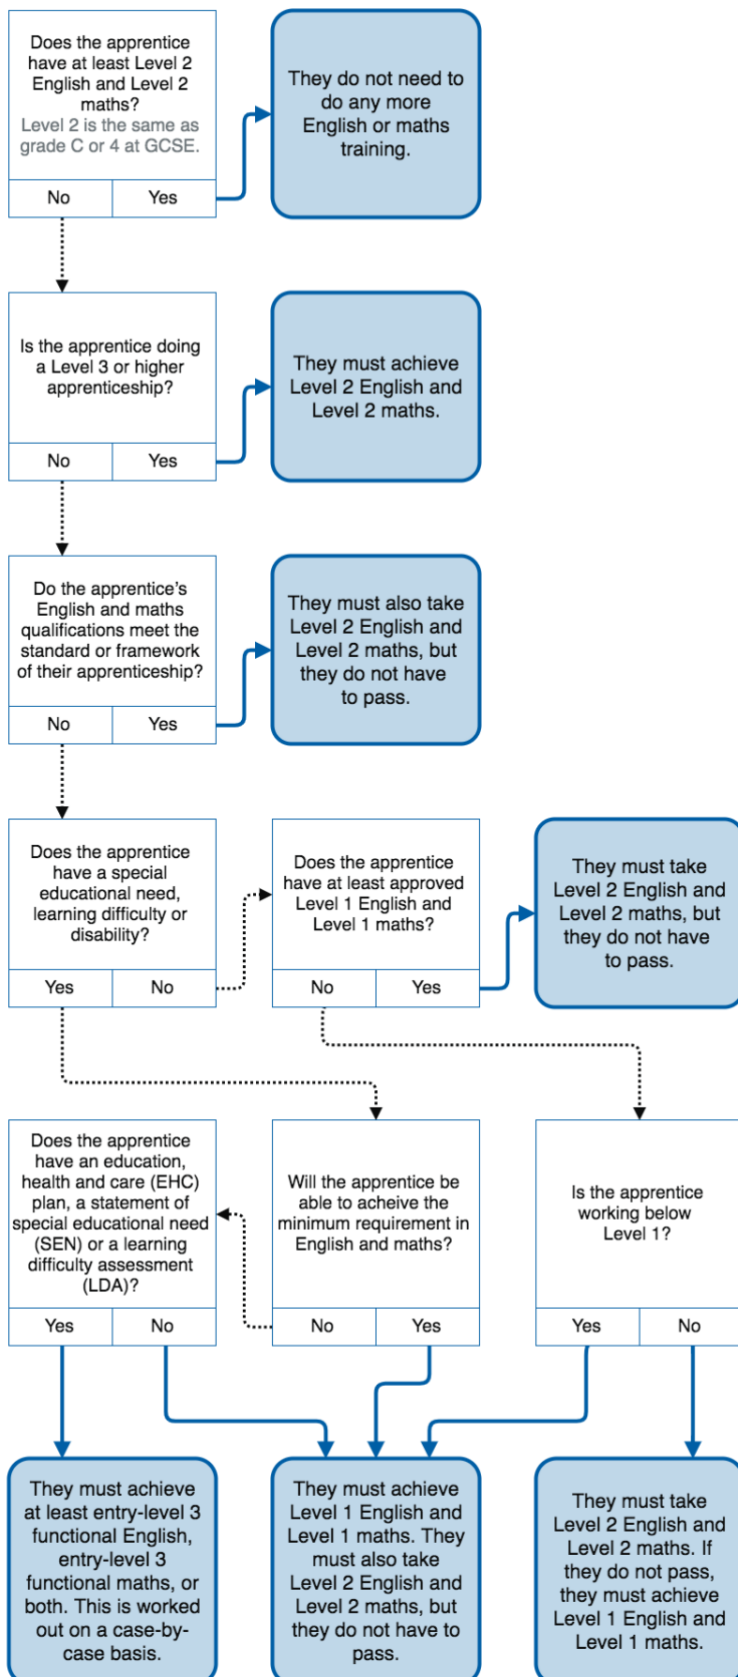 Does the apprentice
have at least Level 2
English and Level 2
maths?
Level 2 is the same as
grade C or 4 at GCSE.
No
Yes
They do not need to
do any more
English or maths
training.
Is the apprentice doing
a Level 3 or higher
apprenticeship?
No
Yes
They must achieve
Level 2 English and
Level 2 maths.
Do the apprentice’s
English and maths
qualifications meet the
standard or framework
of their apprenticeship?
No
Yes
They must also take
Level 2 English and
Level 2 maths, but
they do not have
to pass.
Does the apprentice
have a special
educational need,
learning difficulty or
disability?
Yes
No
Does the apprentice
have at least approved
Level 1 English and
Level 1 maths?
No
Yes
They must take
Level 2 English and
Level 2 maths, but
they do not have
to pass.
Does the apprentice
have an education,
health and care (EHC)
plan, a statement of
special educational need
(SEN) or a learning
difficulty assessment
(LDA)?
Yes
No
Will the apprentice be
able to acheive the
minimum requirement in
English and maths?
No
Yes
Is the apprentice
working below
Level 1?
Yes
No
They must achieve
at least entry-level 3
functional English,
entry-level 3
functional maths, or
both. This is worked
out on a case-by-
case basis.
They must achieve
Level 1 English and
Level 1 maths. They
must also take
Level 2 English and
Level 2 maths, but
they do not have to
pass.
They must take
Level 2 English and
Level 2 maths. If
they do not pass,
they must achieve
Level 1 English and
Level 1 maths.